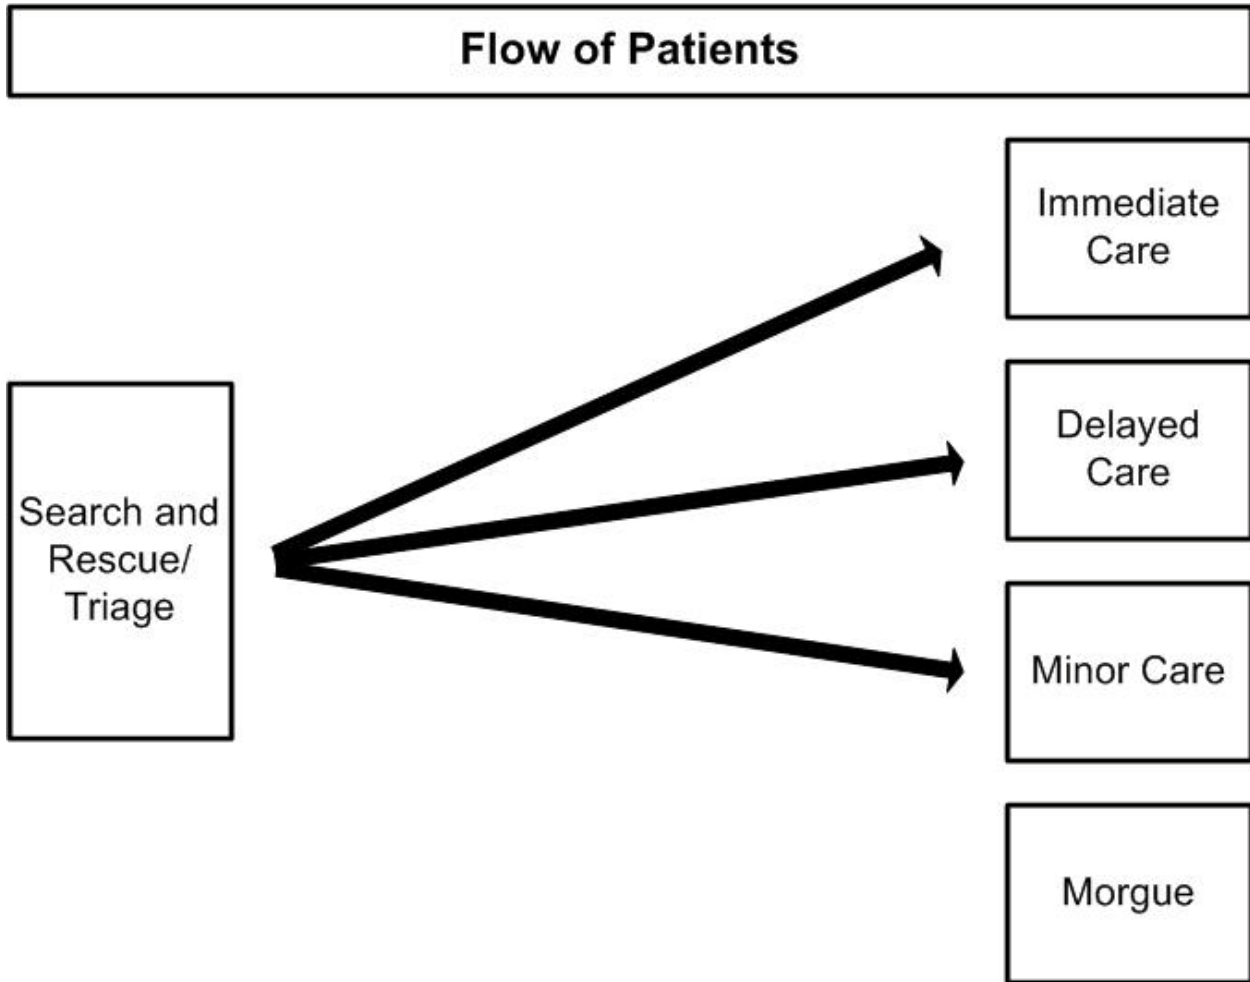 Flow of Patients
Immediate
Care
Delayed
Care
Search and
Rescue/
Triage
Minor Care
Morgue